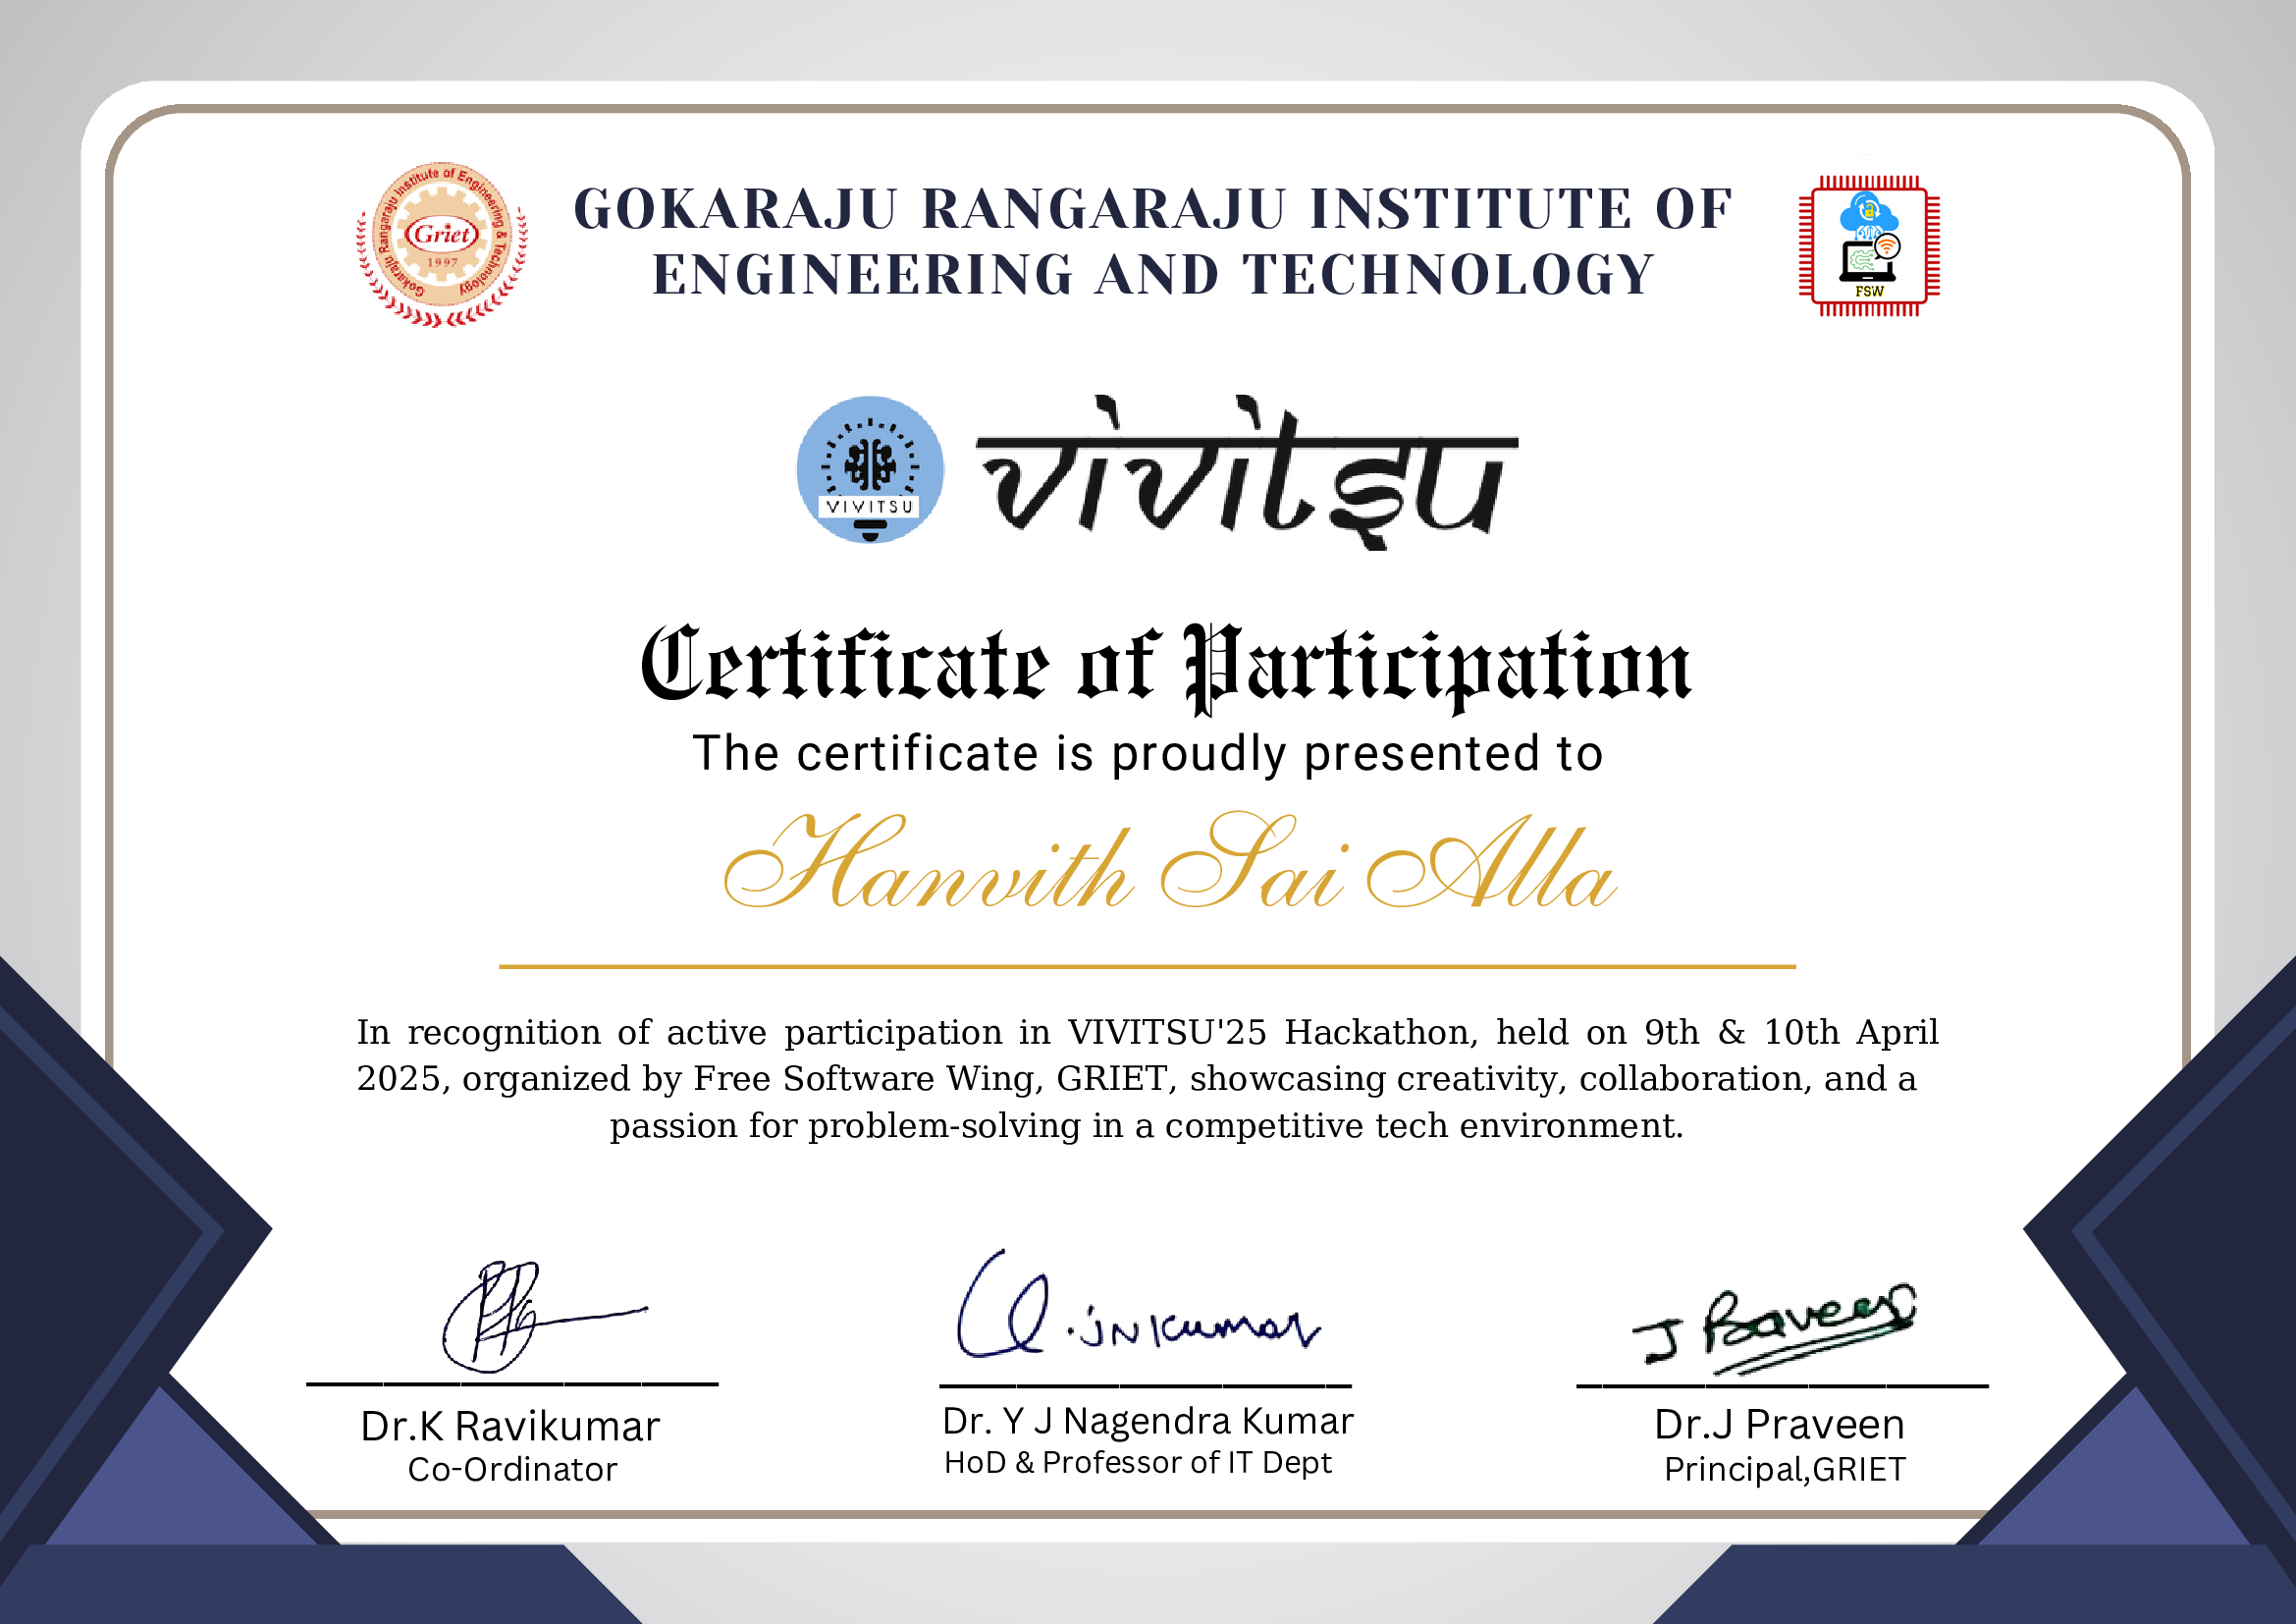 Gokaraju Rangaraju Institute of Engineering & Technology
Griet
1997
GOKARAJU RANGARAJU INSTITUTE OF
ENGINEERING AND TECHNOLOGY
FSW
VIVITSU
vivitsu
Certificate of Participation
The certificate is proudly presented to
Hanvith Sai Alla
In recognition of active participation in VIVITSU'25 Hackathon, held on 9th & 10th April
2025, organized by Free Software Wing, GRIET, showcasing creativity, collaboration, and a
passion for problem-solving in a competitive tech environment.
.JNKumar
J Praveen
Dr.K Ravikumar
Co-Ordinator
Dr. Y J Nagendra Kumar
HoD & Professor of IT Dept
Dr.J Praveen
Principal,GRIET